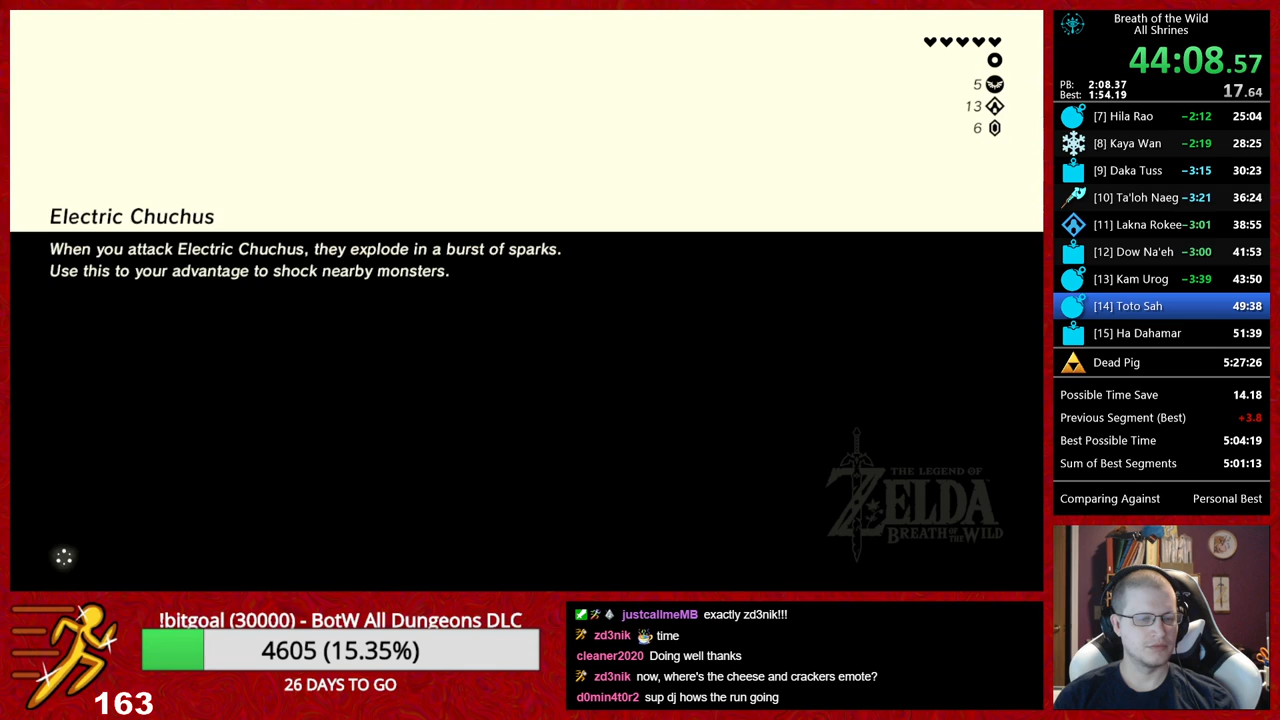 5
13
6
Electric Chuchus
When you attack Electric Chuchus, they explode in a burst of sparks.
Use this to your advantage to shock nearby monsters.
THE LEGEND OF
ZELDA
BREATH OF THE WILD
Breath of the Wild
All Shrines
44:08.57
PB: 2:08.37
Best: 1:54.19
17.64
[7] Hila Rao -2:12 25:04
[8] Kaya Wan -2:19 28:25
[9] Daka Tuss -3:15 30:23
[10] Ta'loh Naeg -3:21 36:24
[11] Lakna Rokee -3:01 38:55
[12] Dow Na'eh -3:00 41:53
[13] Kam Urog -3:39 43:50
[14] Toto Sah 49:38
[15] Ha Dahamar 51:39
Dead Pig 5:27:26
Possible Time Save 14.18
Previous Segment (Best) +3.8
Best Possible Time 5:04:19
Sum of Best Segments 5:01:13
Comparing Against Personal Best
163
!bitgoal (30000) - BotW All Dungeons DLC
4605 (15.35%)
26 DAYS TO GO
justcallmeMB exactly zd3nik!!!
zd3nik time
cleaner2020 Doing well thanks
zd3nik now, where's the cheese and crackers emote?
d0min4t0r2 sup dj hows the run going